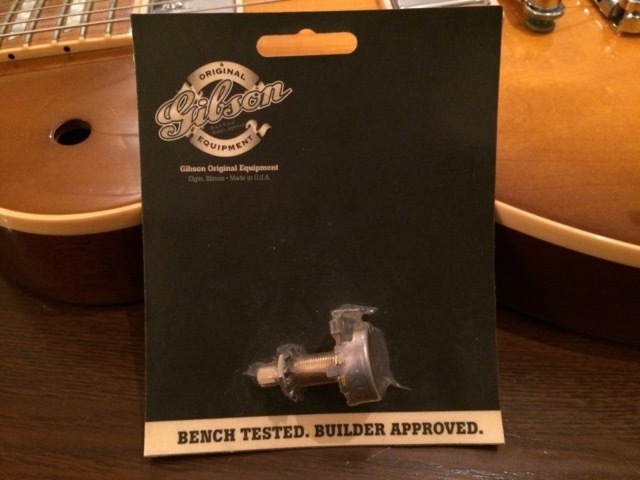 ORIGINAL
Gibson
EQUIPMENT
Gibson Original Equipment
Elgin, Illinois • Made in U.S.A.
BENCH TESTED. BUILDER APPROVED.